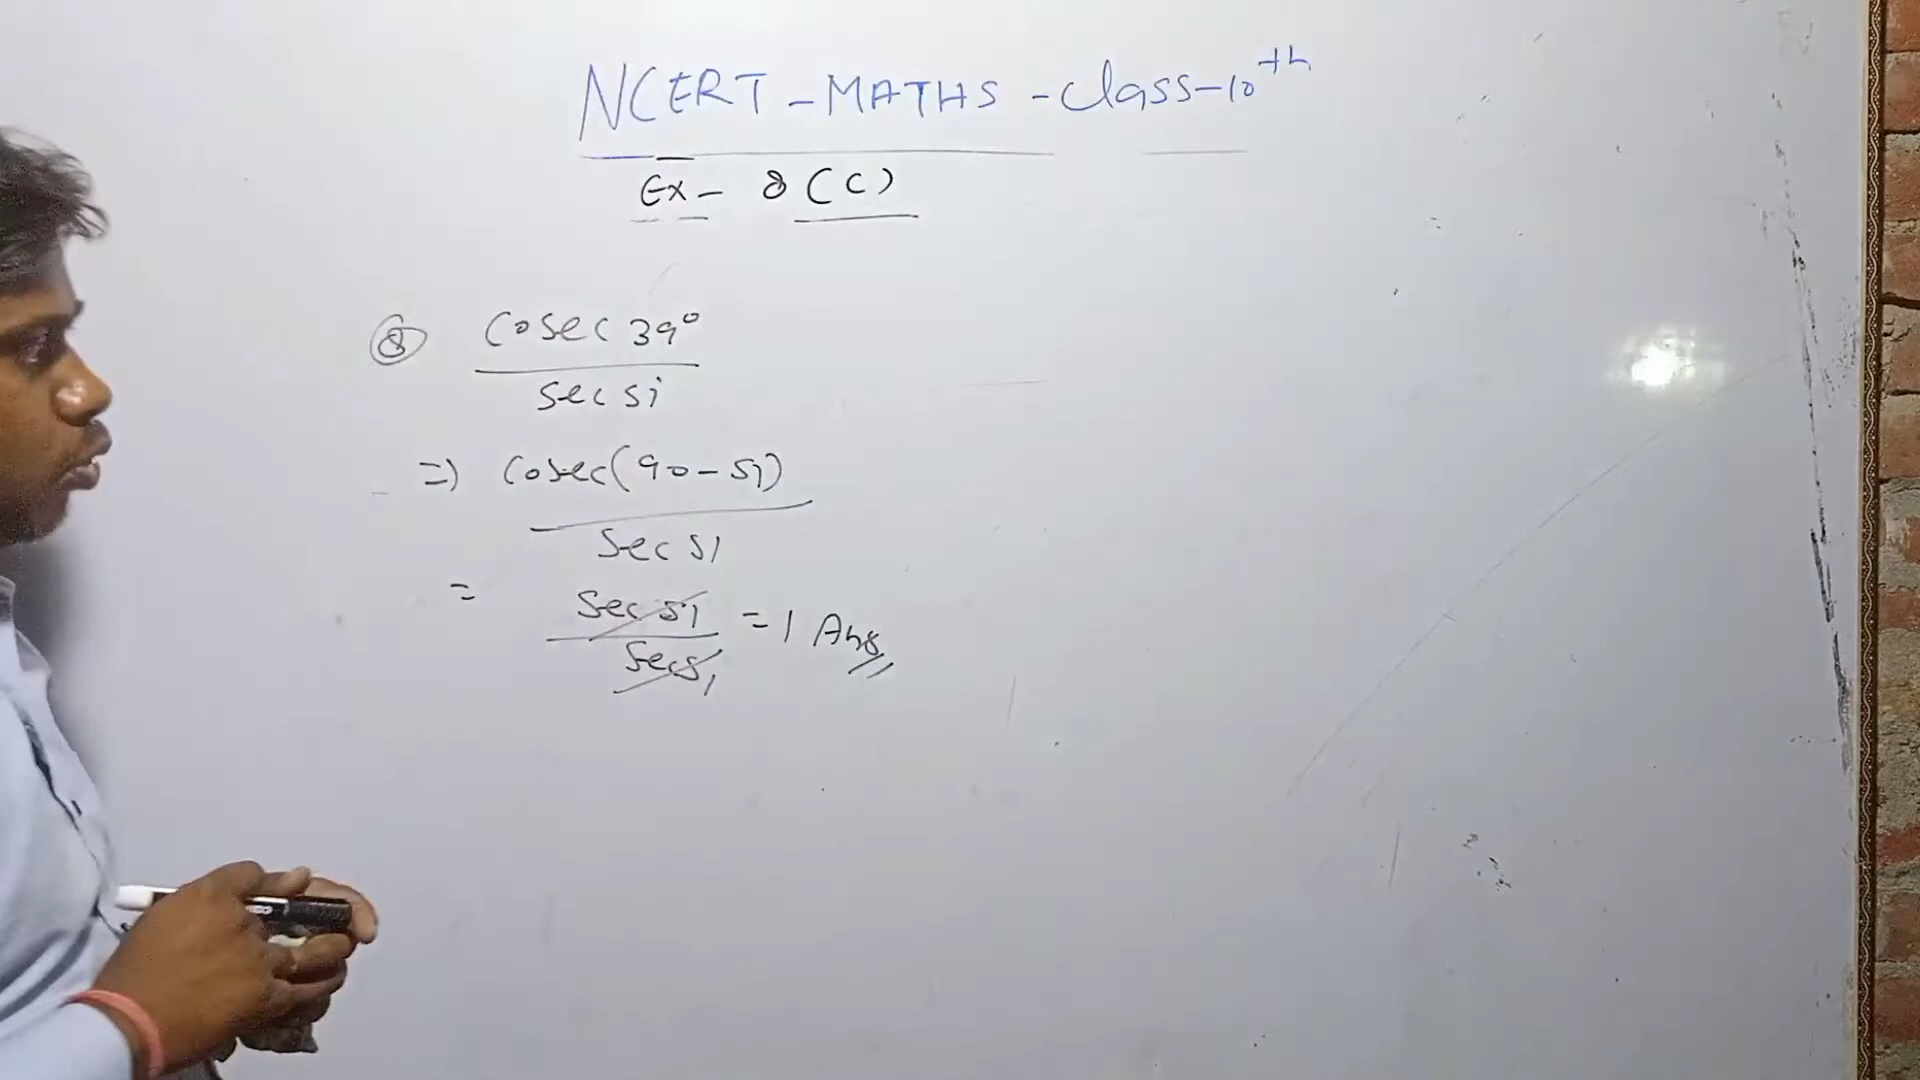 NCERT - MATHS - Class - 10th
Ex - 8 (C)
⑧ Cosec 39°
sec 51
=) Cosec(90-51)
Sec 51
= Sec 51 = 1 Ans
Sec 51